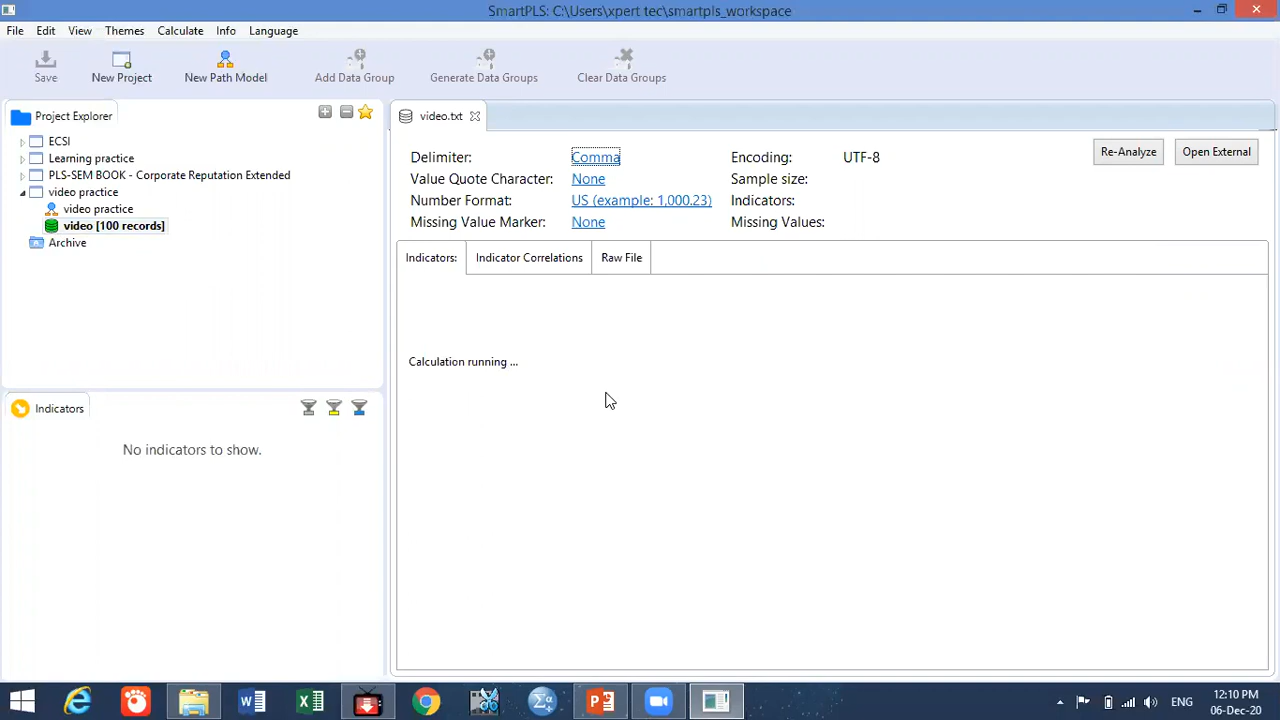 SmartPLS: C:\Users\xpert tec\smartpls_workspace
File Edit View Themes Calculate Info Language
Save New Project New Path Model Add Data Group Generate Data Groups Clear Data Groups
Project Explorer
ECSI
Learning practice
PLS-SEM BOOK - Corporate Reputation Extended
video practice
video practice
video [100 records]
Archive
Indicators
No indicators to show.
video.txt
Delimiter: Comma Encoding: UTF-8 Re-Analyze Open External
Value Quote Character: None Sample size:
Number Format: US (example: 1,000.23) Indicators:
Missing Value Marker: None Missing Values:
Indicators: Indicator Correlations Raw File
Calculation running ...
ENG
12:10 PM
06-Dec-20